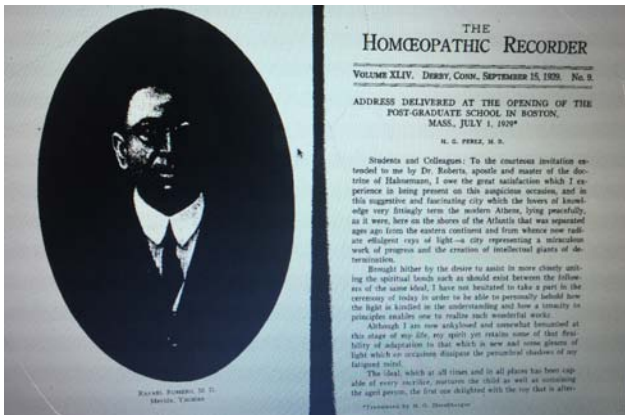 RAFAEL ROMERO, M. D.
MERIDA, YUCATAN
THE
HOMŒOPATHIC RECORDER
VOLUME XLIV. DERBY, CONN., SEPTEMBER 15, 1929. No. 9.
ADDRESS DELIVERED AT THE OPENING OF THE
POST-GRADUATE SCHOOL IN BOSTON,
MASS., JULY 1, 1929*
H. G. PEREZ, M. D.
Students and Colleagues: To the courteous invitation ex-
tended to me by Dr. Roberts, apostle and master of the doc-
trine of Hahnemann, I owe the great satisfaction which I ex-
perience in being present on this auspicious occasion, and in
this suggestive and fascinating city which the lovers of knowl-
edge very fittingly term the modern Athens, lying peacefully,
as it were, here on the shores of the Atlantis that was separated
ages ago from the eastern continent and from whence now radi-
ate effulgent rays of light—a city representing a miraculous
work of progress and the creation of intellectual giants of de-
termination.
Brought hither by the desire to assist in more closely unit-
ing the spiritual bonds such as should exist between the follow-
ers of the same ideal, I have not hesitated to take a part in the
ceremony of today in order to be able to personally behold how
the light is kindled in the understanding and how a tenacity to
principles enables one to realize such wonderful works.
Although I am now ankylosed and somewhat benumbed at
this stage of my life, my spirit yet retains some of that flexi-
bility of adaptation to that which is new and some gleams of
light which on occasions dissipate the penumbral shadows of my
fatigued mind.
The ideal, which at all times and in all places has been cap-
able of every sacrifice, nurtures the child as well as sustaining
the aged person, the first one delighted with the toy that is alter-
*Translated by H. O.